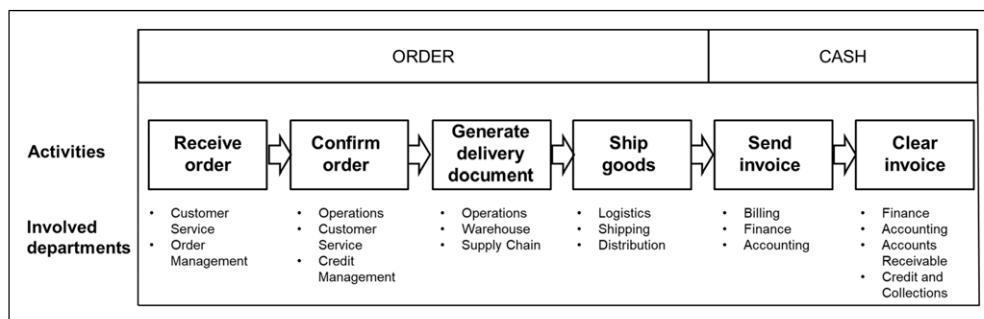 ORDER
CASH
Activities
Receive
order
Confirm
order
Generate
delivery
document
Ship
goods
Send
invoice
Clear
invoice
Involved
departments
• Customer
Service
• Order
Management
• Operations
• Customer
Service
• Credit
Management
• Operations
• Warehouse
• Supply Chain
• Logistics
• Shipping
• Distribution
• Billing
• Finance
• Accounting
• Finance
• Accounting
• Accounts
Receivable
• Credit and
Collections